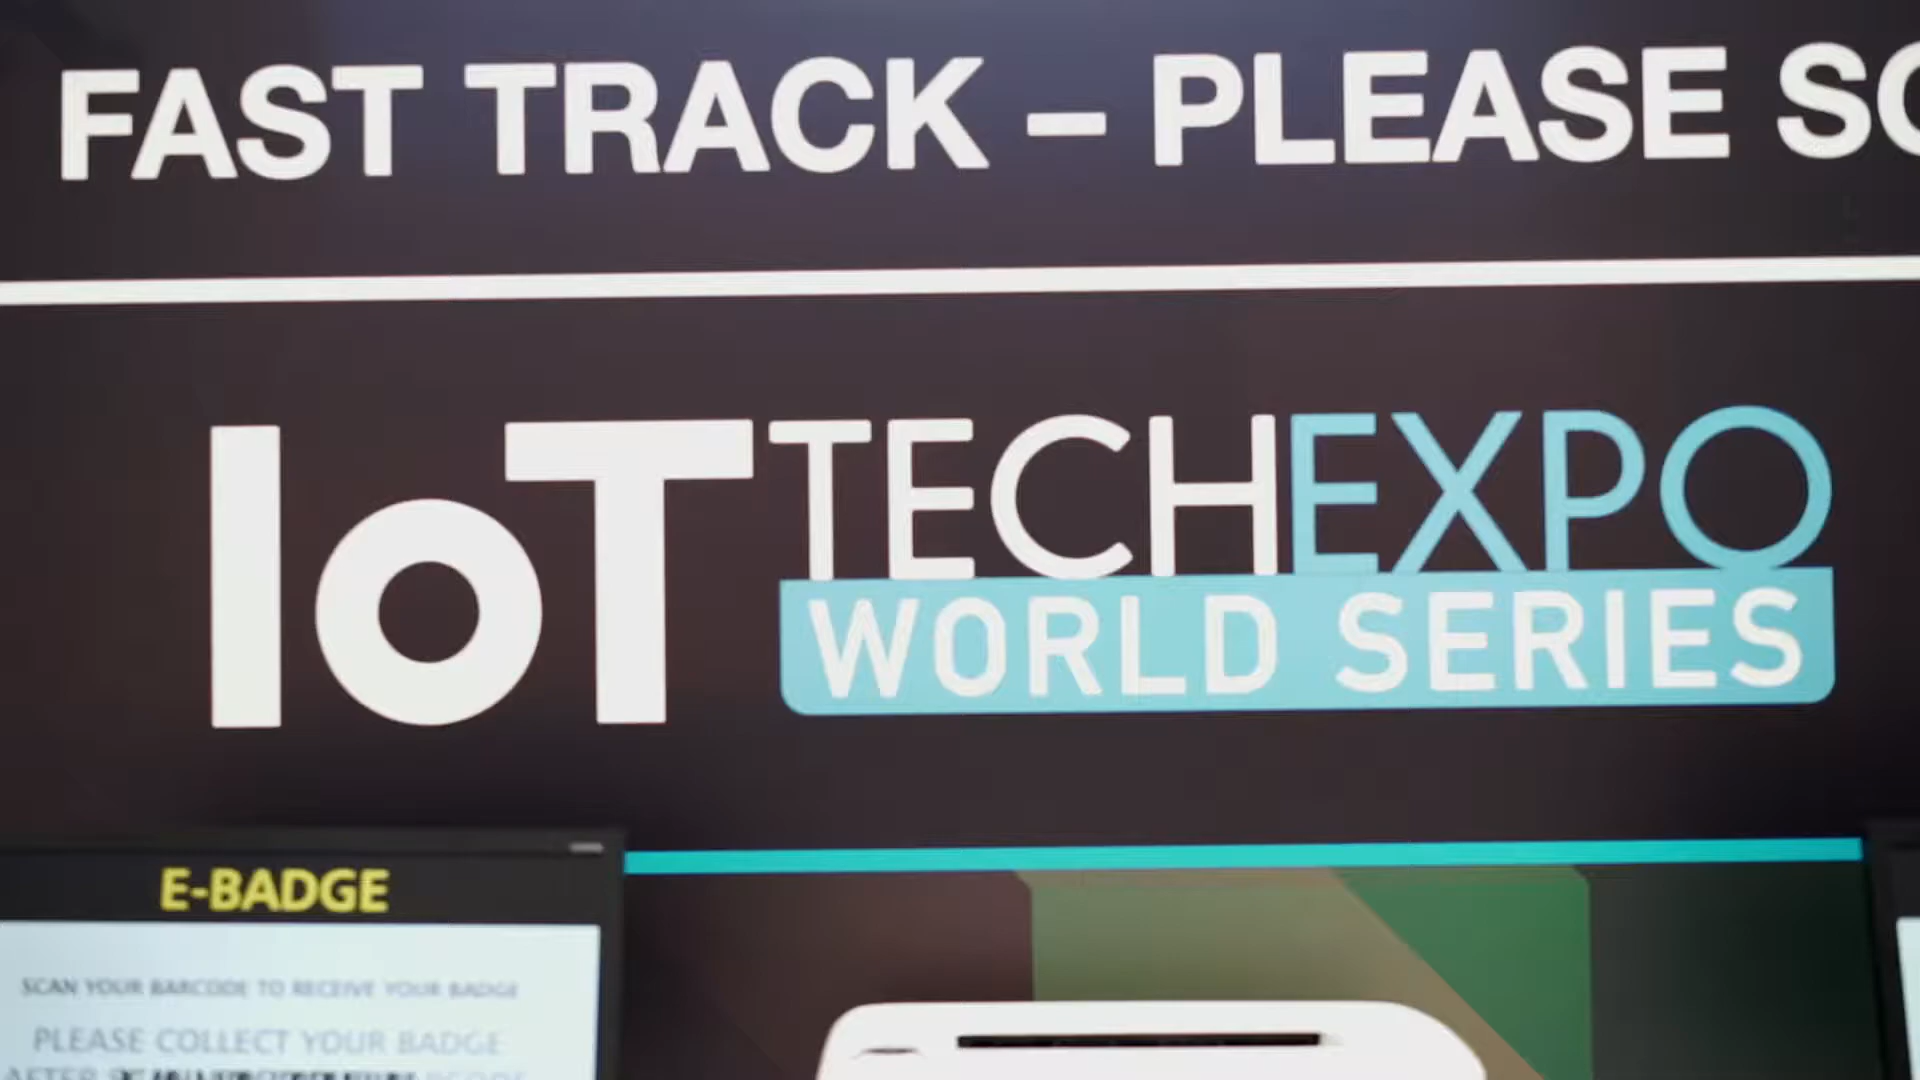 FAST TRACK – PLEASE
IoT TECHEXPO
WORLD SERIES
E-BADGE
SCAN YOUR BARCODE TO RECEIVE YOUR BADGE
PLEASE COLLECT YOUR BADGE
AFTER